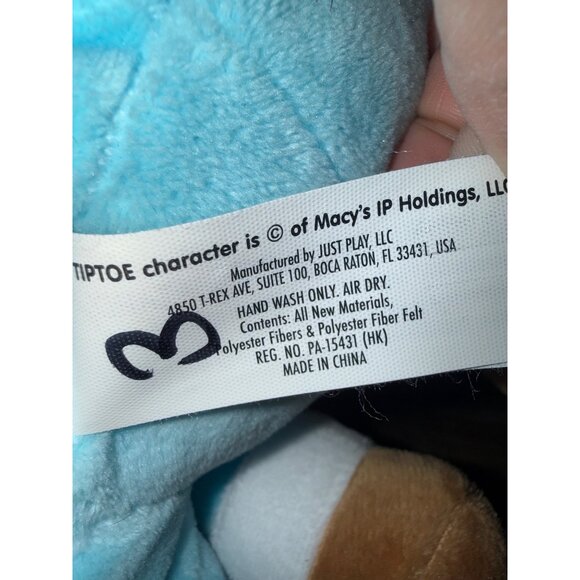 TIPTOE character is © of Macy's IP Holdings, LLC
Manufactured by JUST PLAY, LLC
4850 T-REX AVE, SUITE 100, BOCA RATON, FL 33431, USA
HAND WASH ONLY. AIR DRY.
Contents: All New Materials,
Polyester Fibers & Polyester Fiber Felt
REG. NO. PA-15431 (HK)
MADE IN CHINA
3